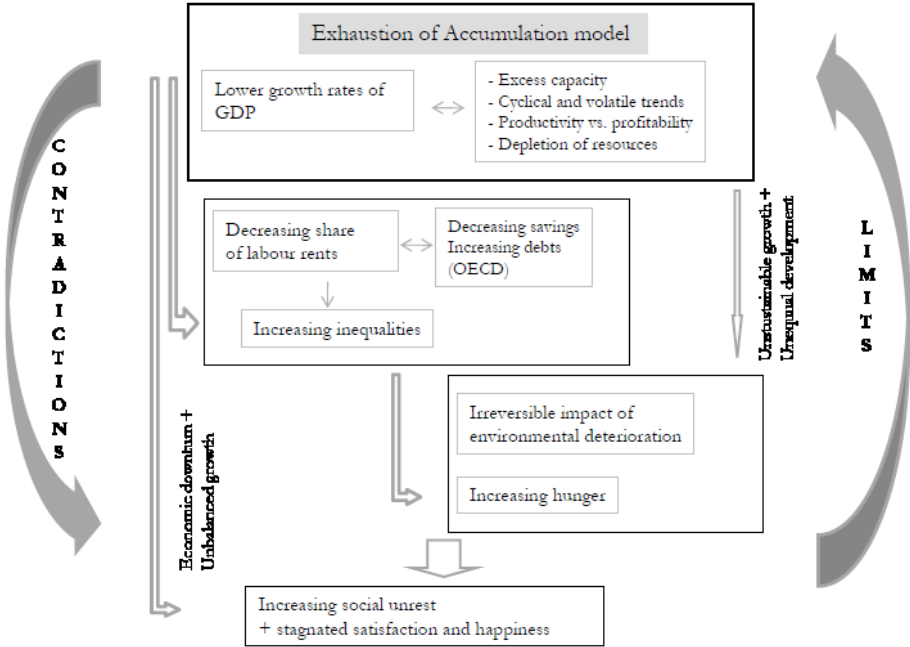 Exhaustion of Accumulation model
Lower growth rates of
GDP
- Excess capacity
- Cyclical and volatile trends
- Productivity vs. profitability
- Depletion of resources
CONTRADICTIONS
Decreasing share
of labour rents
Decreasing savings
Increasing debts
(OECD)
Increasing inequalities
Unstustainable growth +
Unequal development
LIMITS
Irreversible impact of
environmental deterioration
Increasing hunger
Economic downturn +
Unbalanced growth
Increasing social unrest
+ stagnated satisfaction and happiness